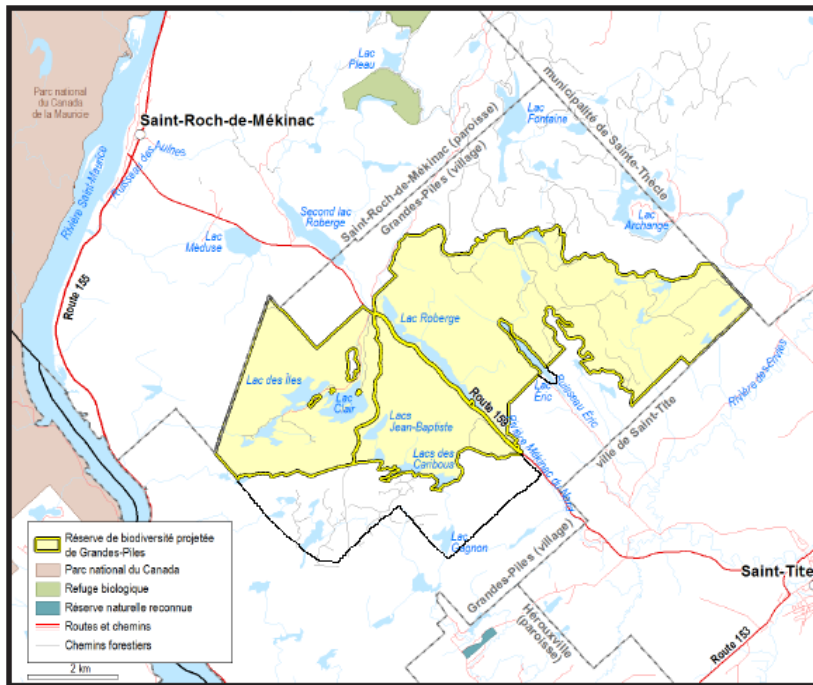 Parc national
du Canada
de la Mauricie
Saint-Roch-de-Mékinac
Ruisseau des Aulnes
Rivière Saint-Maurice
Route 155
Lac
Pleau
Lac
Fontaine
municipalité de Sainte-Thècle
Saint-Roch-de-Mékinac (paroisse)
Grandes-Piles (village)
Second lac
Roberge
Lac
Méduse
Lac
Archange
Lac Roberge
Lac des Îles
Lac
Clair
Lacs
Jean-Baptiste
Lacs des
Caribous
Route 159
Lac
Éric
Ruisseau Éric
Rivière des Envies
ville de Saint-Tite
Rivière Mékinac du Nord
Lac
Gagnon
Grandes-Piles (village)
Hérouxville
(paroisse)
Saint-Tite
Route 153
Réserve de biodiversité projetée
de Grandes-Piles
Parc national du Canada
Refuge biologique
Réserve naturelle reconnue
Routes et chemins
Chemins forestiers
2 km